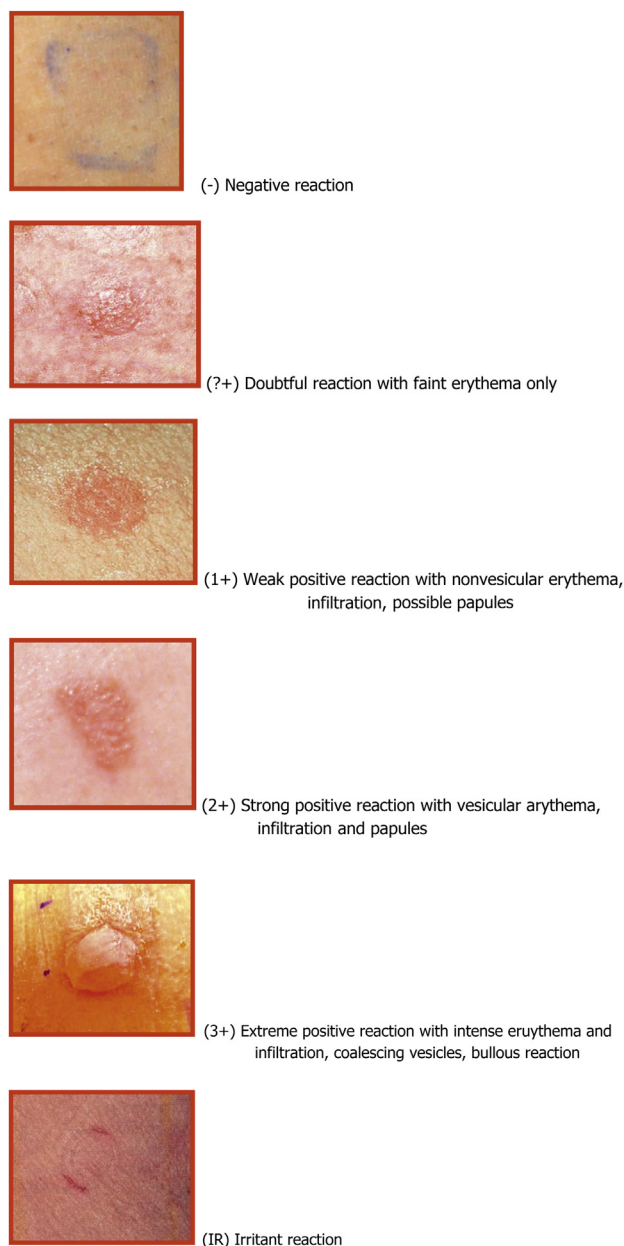 (-) Negative reaction
(?+) Doubtful reaction with faint erythema only
(1+) Weak positive reaction with nonvesicular erythema,
infiltration, possible papules
(2+) Strong positive reaction with vesicular arythema,
infiltration and papules
(3+) Extreme positive reaction with intense eruythema and
infiltration, coalescing vesicles, bullous reaction
(IR) Irritant reaction